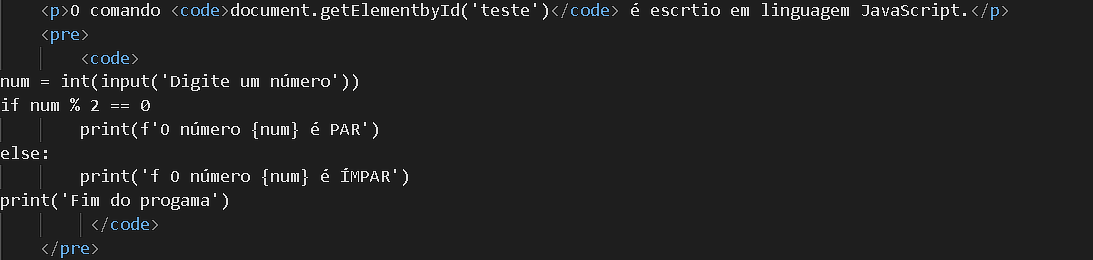 <p>O comando <code>document.getElementbyId('teste')</code> é escrtio em linguagem JavaScript.</p>
<pre>
<code>
num = int(input('Digite um número'))
if num % 2 == 0
print(f'O número {num} é PAR')
else:
print('f O número {num} é ÍMPAR')
print('Fim do progama')
</code>
</pre>